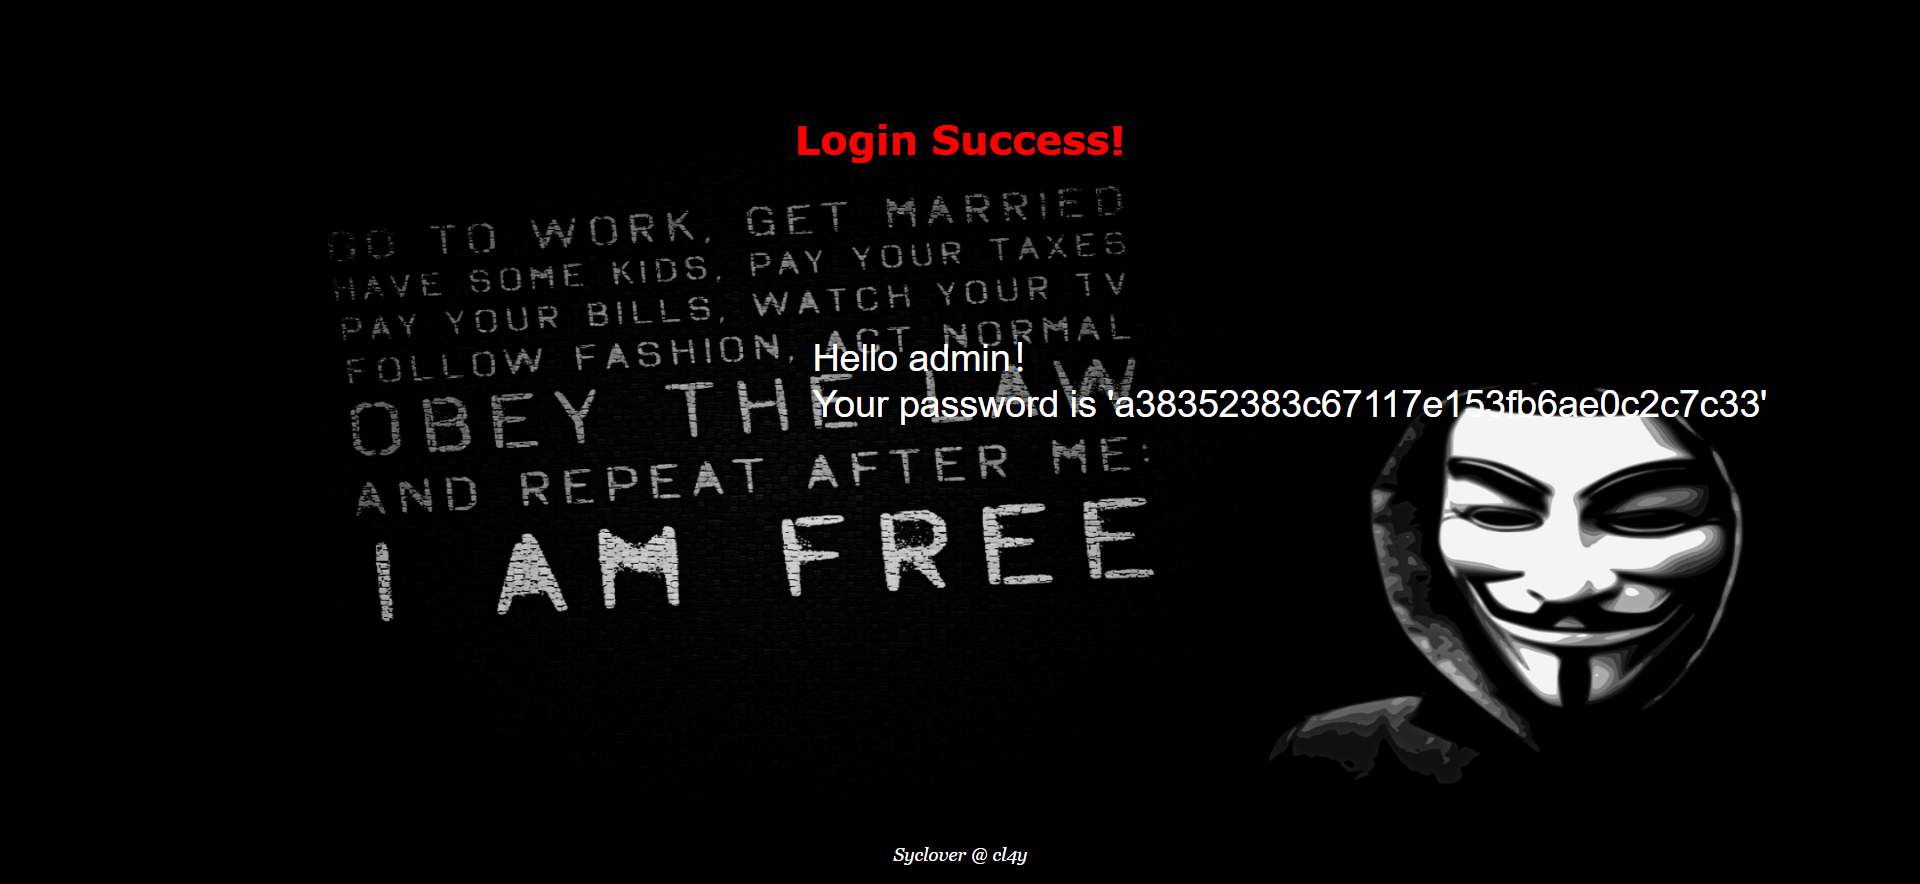 Login Success!
GO TO WORK, GET MARRIED
HAVE SOME KIDS, PAY YOUR TAXES
PAY YOUR BILLS, WATCH YOUR TV
FOLLOW FASHION, ACT NORMAL
OBEY THE LAW
AND REPEAT AFTER ME:
I AM FREE
Hello admin！
Your password is 'a38352383c67117e153fb6ae0c2c7c33'
Syclover @ cl4y